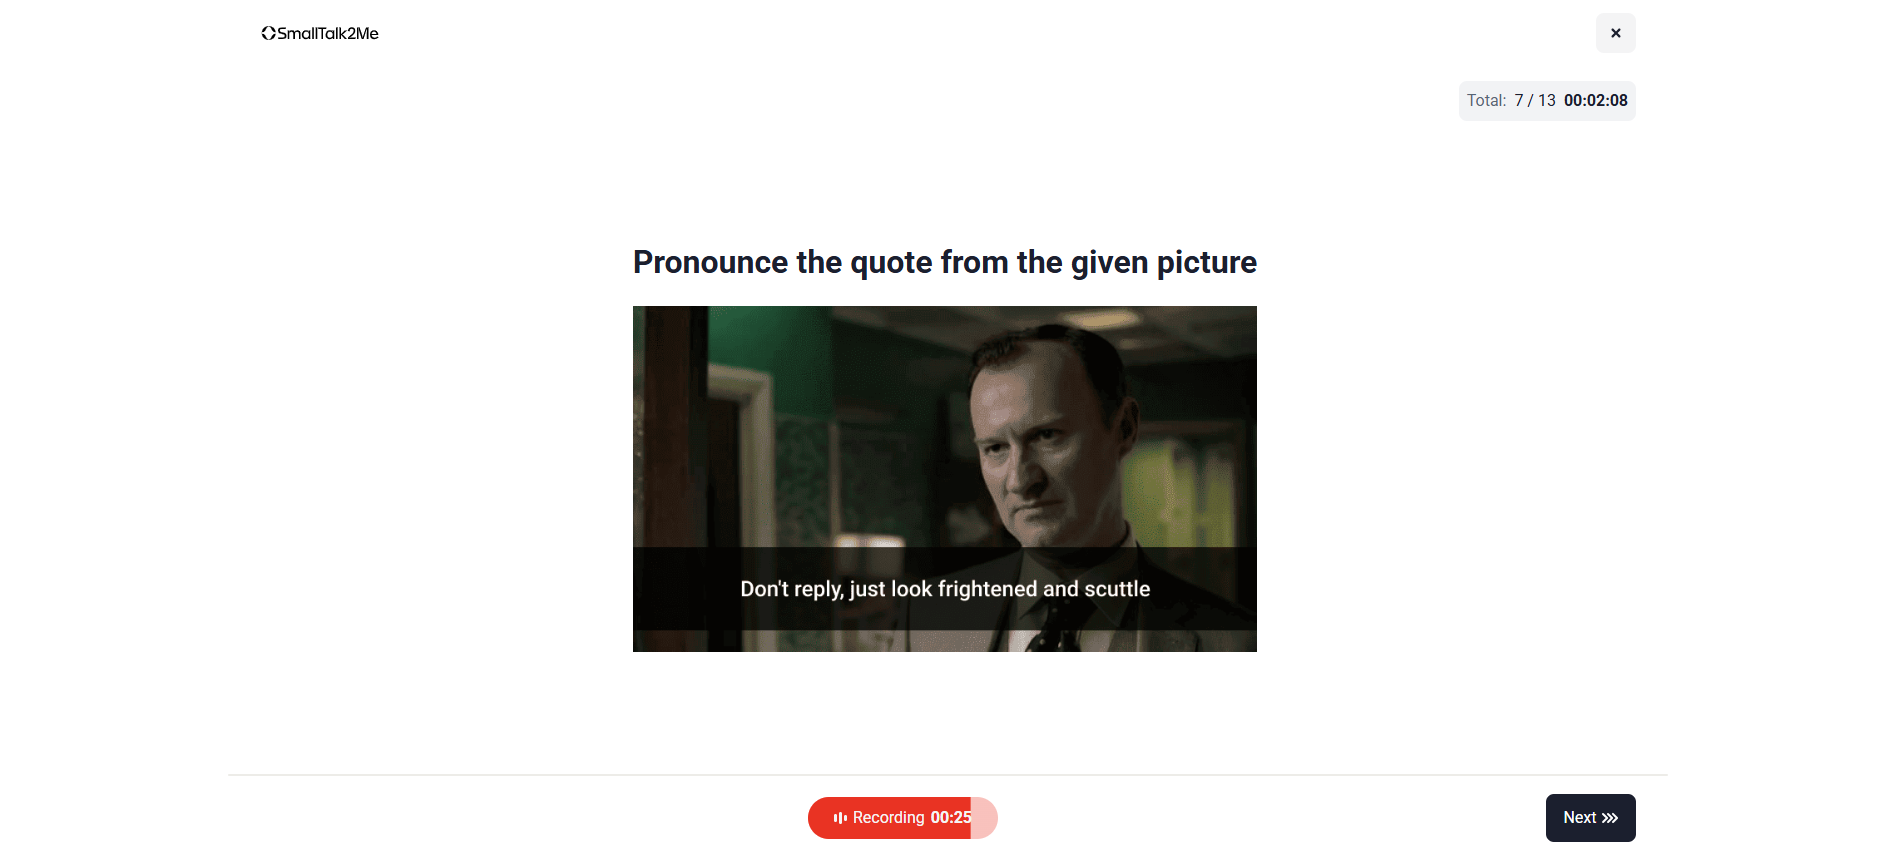 SmallTalk2Me
×
Total: 7 / 13 00:02:08
Pronounce the quote from the given picture
Don't reply, just look frightened and scuttle
Recording 00:25
Next